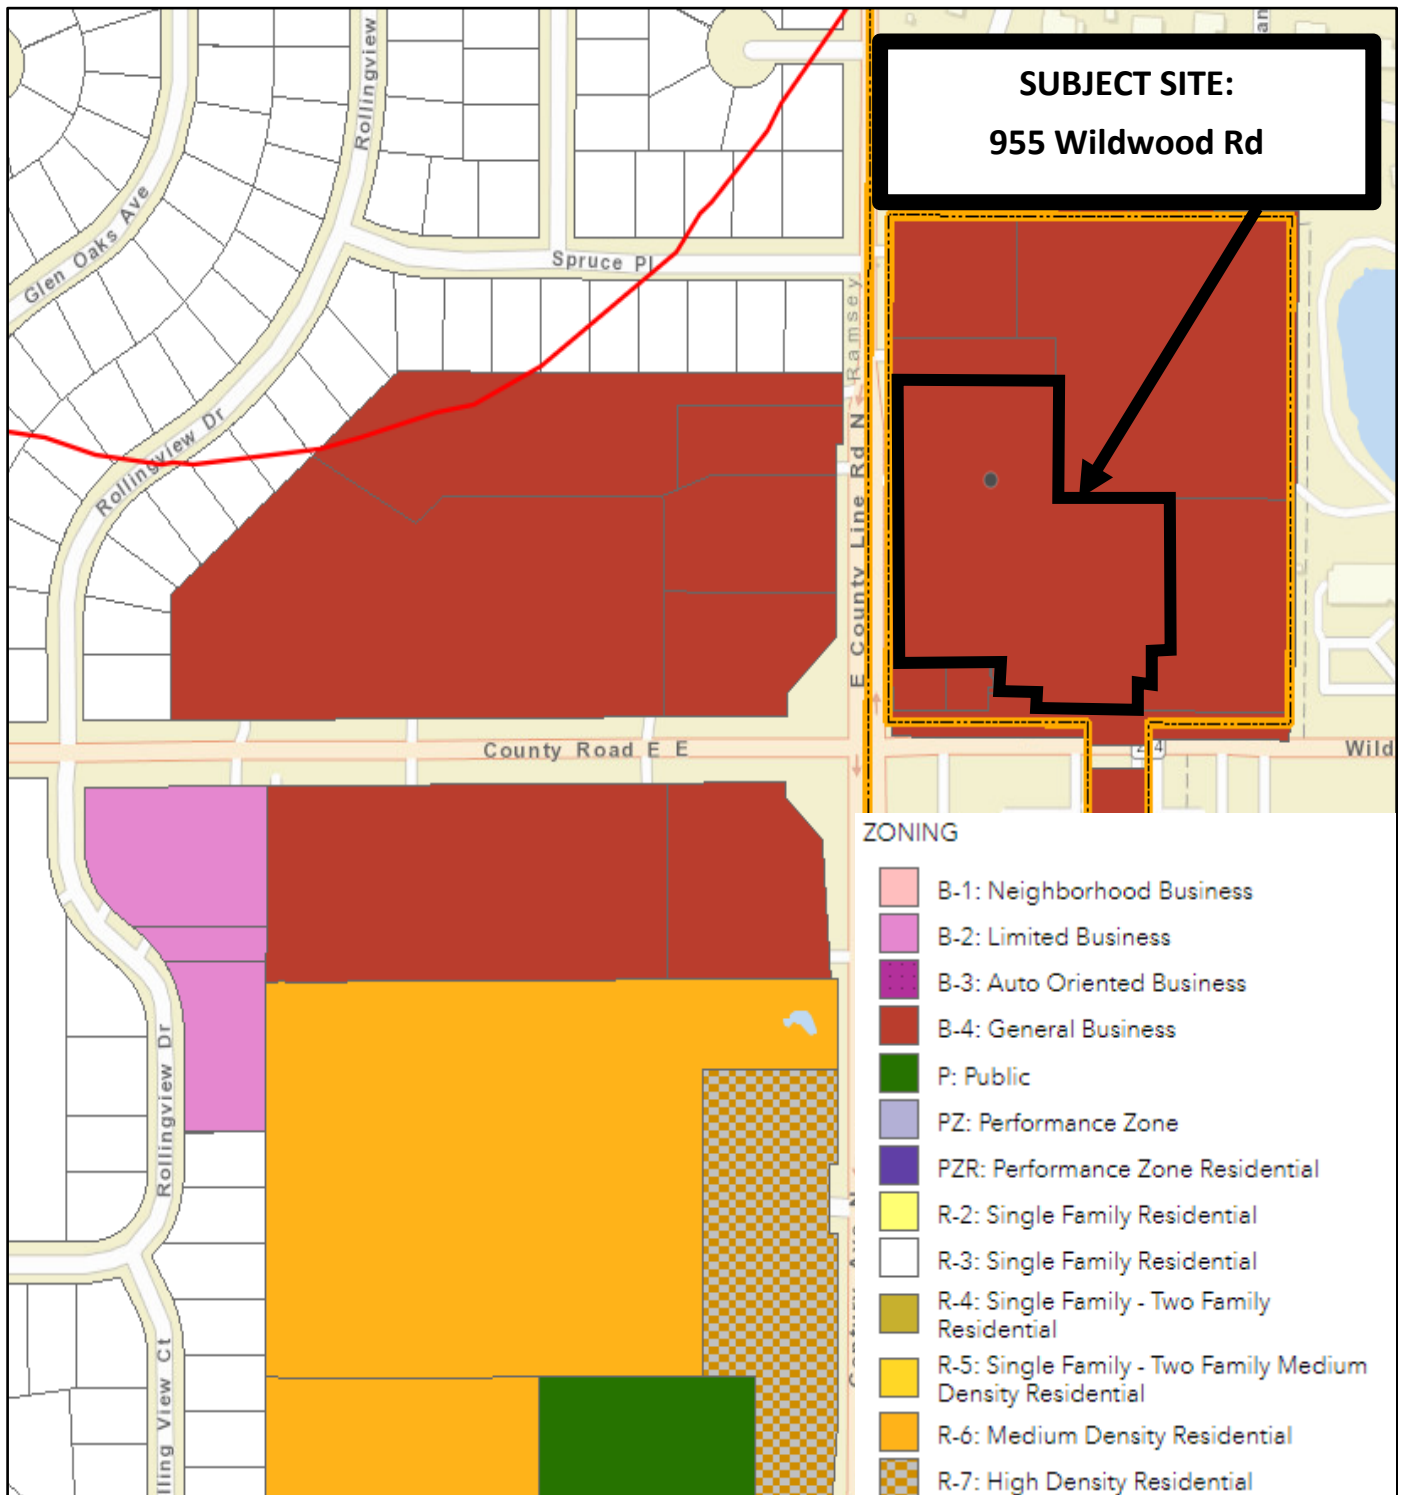 Rollingview
SUBJECT SITE:
955 Wildwood Rd
Glen Oaks Ave
Spruce Pl
Ramsey
Rollingview Dr
E County Line Rd N
County Road E E
Wild
ZONING
B-1: Neighborhood Business
B-2: Limited Business
B-3: Auto Oriented Business
B-4: General Business
P: Public
PZ: Performance Zone
PZR: Performance Zone Residential
R-2: Single Family Residential
R-3: Single Family Residential
R-4: Single Family - Two Family
Residential
R-5: Single Family - Two Family Medium
Density Residential
R-6: Medium Density Residential
R-7: High Density Residential
Rollingview Dr
lling View Ct